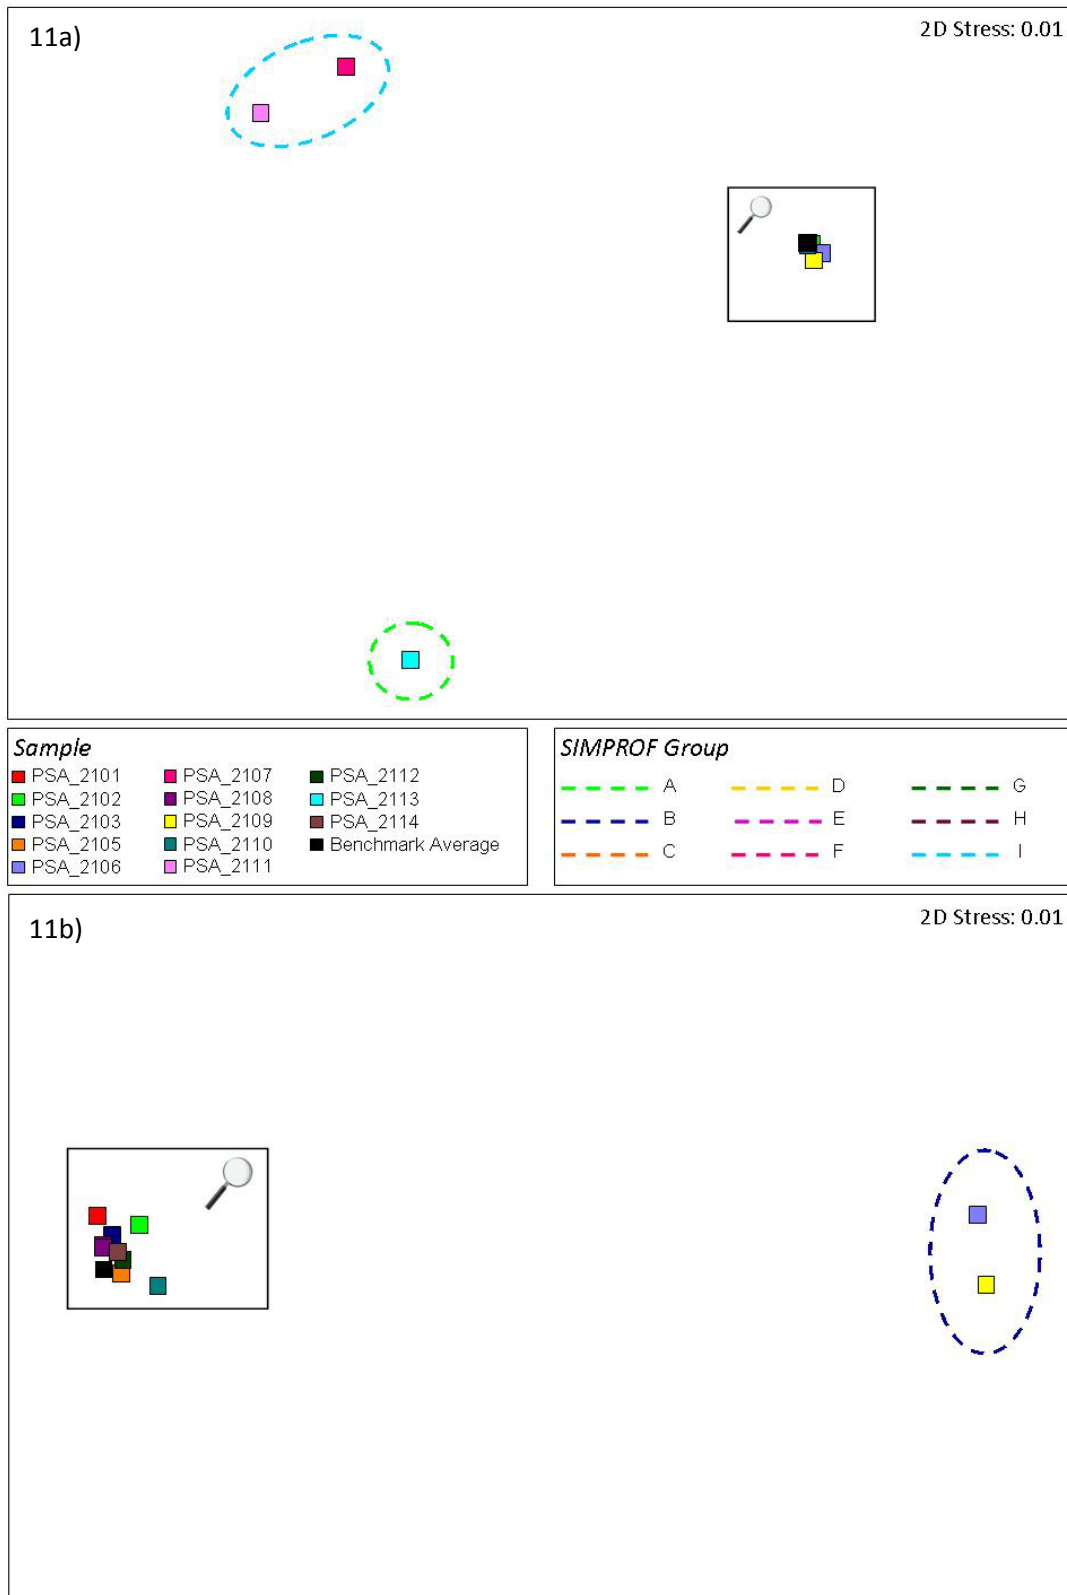 11a)
2D Stress: 0.01
Sample
PSA_2101 PSA_2107 PSA_2112
PSA_2102 PSA_2108 PSA_2113
PSA_2103 PSA_2109 PSA_2114
PSA_2105 PSA_2110 Benchmark Average
PSA_2106 PSA_2111
SIMPROF Group
A D G
B E H
C F I
11b)
2D Stress: 0.01